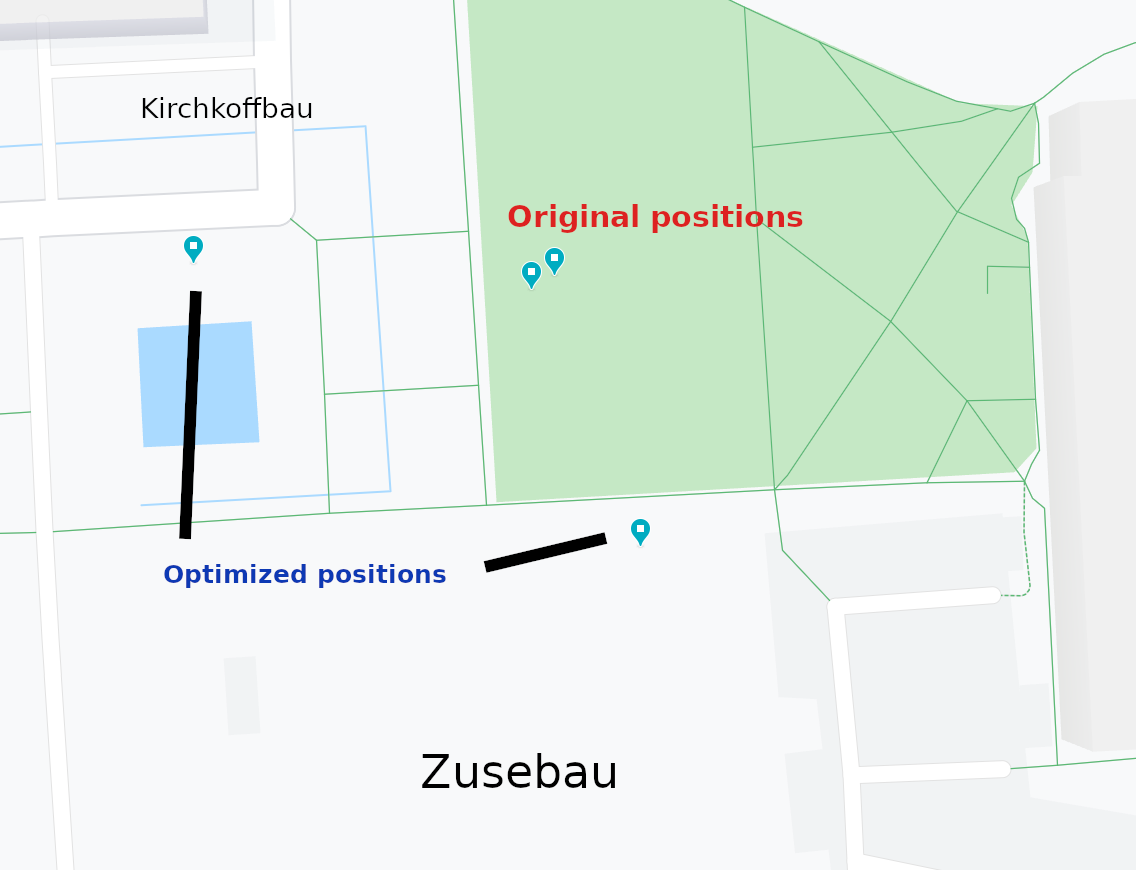 Kirchkoffbau
Original positions
Optimized positions
Zusebau